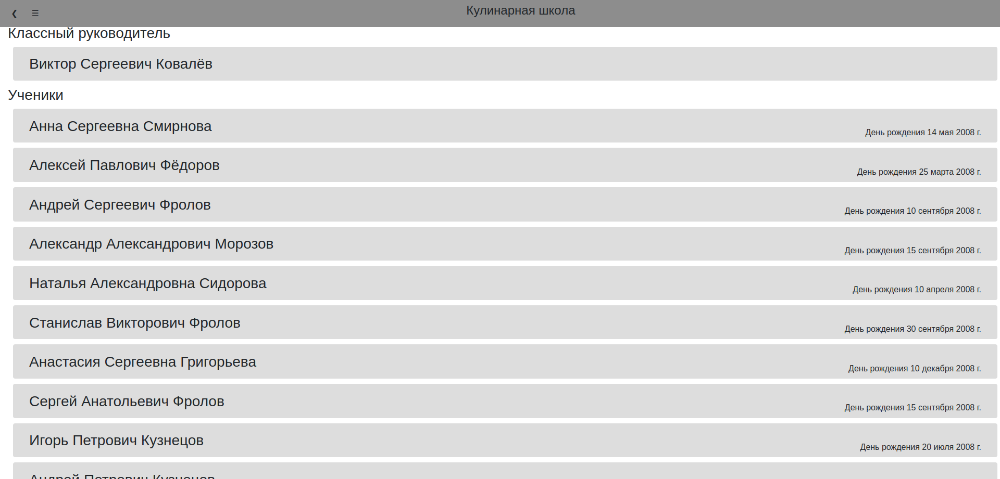 Кулинарная школа
Классный руководитель
Виктор Сергеевич Ковалёв
Ученики
Анна Сергеевна Смирнова
День рождения 14 мая 2008 г.
Алексей Павлович Фёдоров
День рождения 25 марта 2008 г.
Андрей Сергеевич Фролов
День рождения 10 сентября 2008 г.
Александр Александрович Морозов
День рождения 15 сентября 2008 г.
Наталья Александровна Сидорова
День рождения 10 апреля 2008 г.
Станислав Викторович Фролов
День рождения 30 сентября 2008 г.
Анастасия Сергеевна Григорьева
День рождения 10 декабря 2008 г.
Сергей Анатольевич Фролов
День рождения 15 сентября 2008 г.
Игорь Петрович Кузнецов
День рождения 20 июля 2008 г.
Андрей Петрович Кузнецов